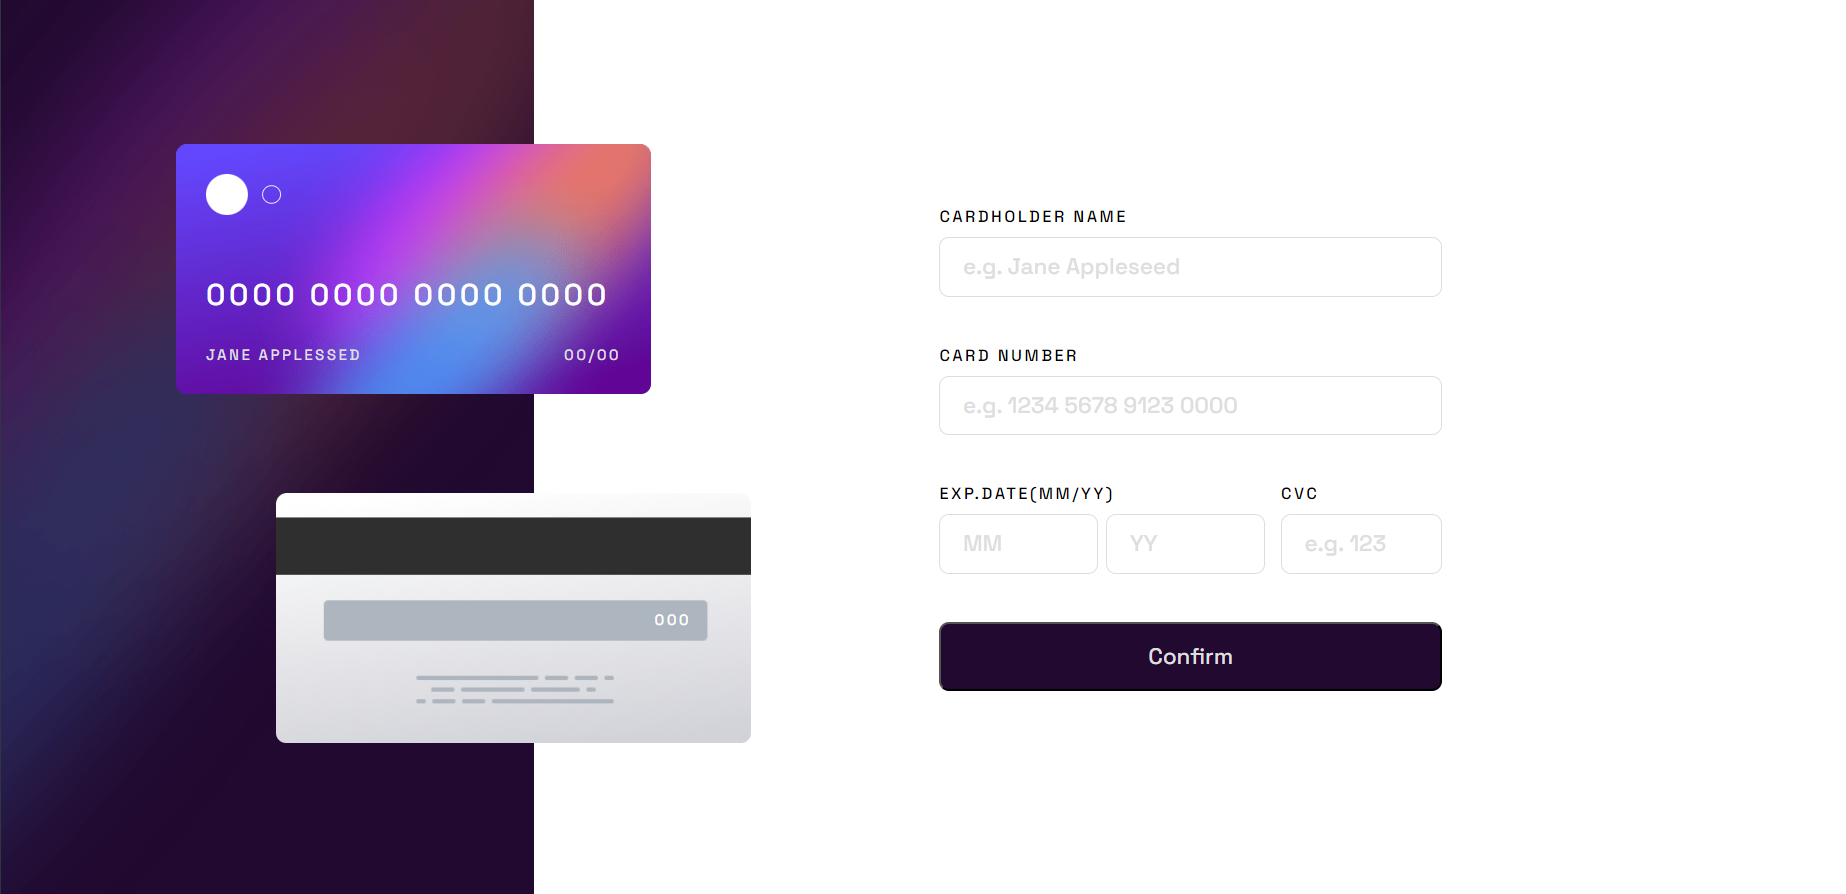 0000 0000 0000 0000
JANE APPLESSED 00/00
000
CARDHOLDER NAME
e.g. Jane Appleseed
CARD NUMBER
e.g. 1234 5678 9123 0000
EXP.DATE(MM/YY) CVC
MM YY e.g. 123
Confirm